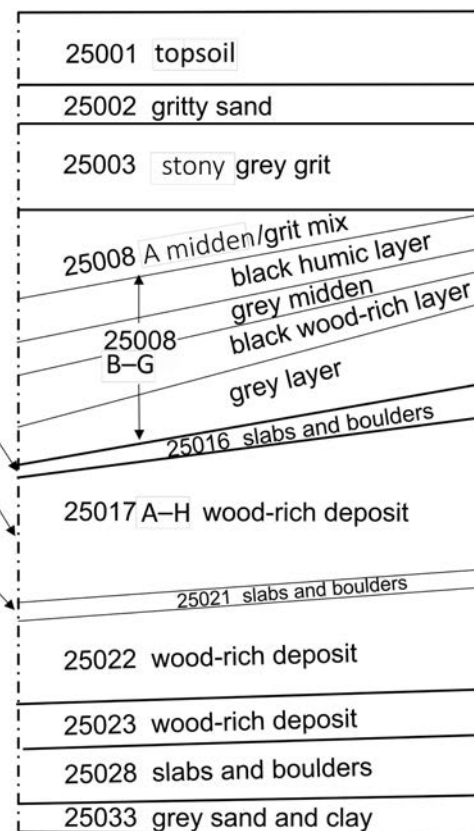 25001 topsoil
25002 gritty sand
25003 stony grey grit
25008 A midden/grit mix
black humic layer
grey midden
25008
B–G
black wood-rich layer
grey layer
25016 slabs and boulders
25017 A–H wood-rich deposit
25021 slabs and boulders
25022 wood-rich deposit
25023 wood-rich deposit
25028 slabs and boulders
25033 grey sand and clay